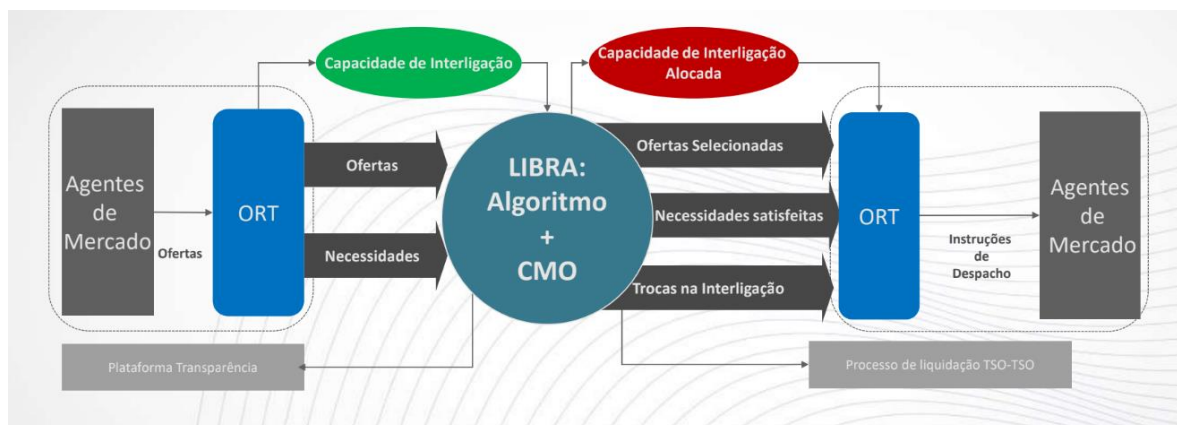 Capacidade de Interligação
Capacidade de Interligação
Alocada
Agentes
de
Mercado
Ofertas
ORT
Ofertas
Necessidades
LIBRA:
Algoritmo
+
CMO
Ofertas Selecionadas
Necessidades satisfeitas
Trocas na Interligação
ORT
Instruções
de
Despacho
Agentes
de
Mercado
Plataforma Transparência
Processo de liquidação TSO-TSO